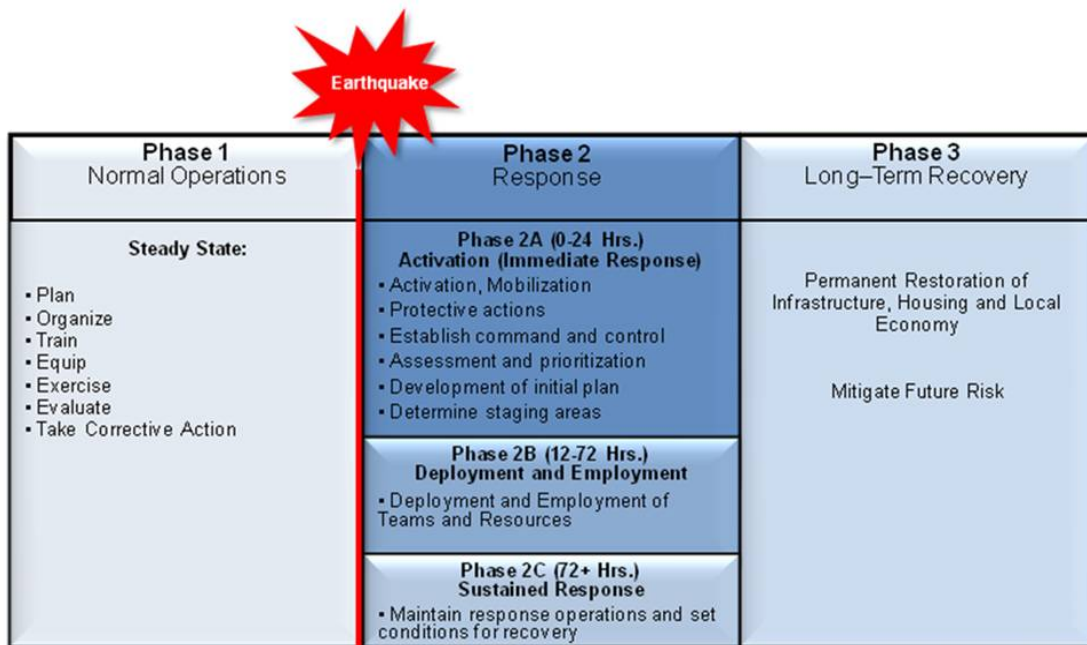 Earthquake
Phase 1
Normal Operations
Steady State:
▪ Plan
▪ Organize
▪ Train
▪ Equip
▪ Exercise
▪ Evaluate
▪ Take Corrective Action
Phase 2
Response
Phase 2A (0-24 Hrs.)
Activation (Immediate Response)
▪ Activation, Mobilization
▪ Protective actions
▪ Establish command and control
▪ Assessment and prioritization
▪ Development of initial plan
▪ Determine staging areas
Phase 2B (12-72 Hrs.)
Deployment and Employment
▪ Deployment and Employment of
Teams and Resources
Phase 2C (72+ Hrs.)
Sustained Response
▪ Maintain response operations and set
conditions for recovery
Phase 3
Long–Term Recovery
Permanent Restoration of
Infrastructure, Housing and Local
Economy
Mitigate Future Risk